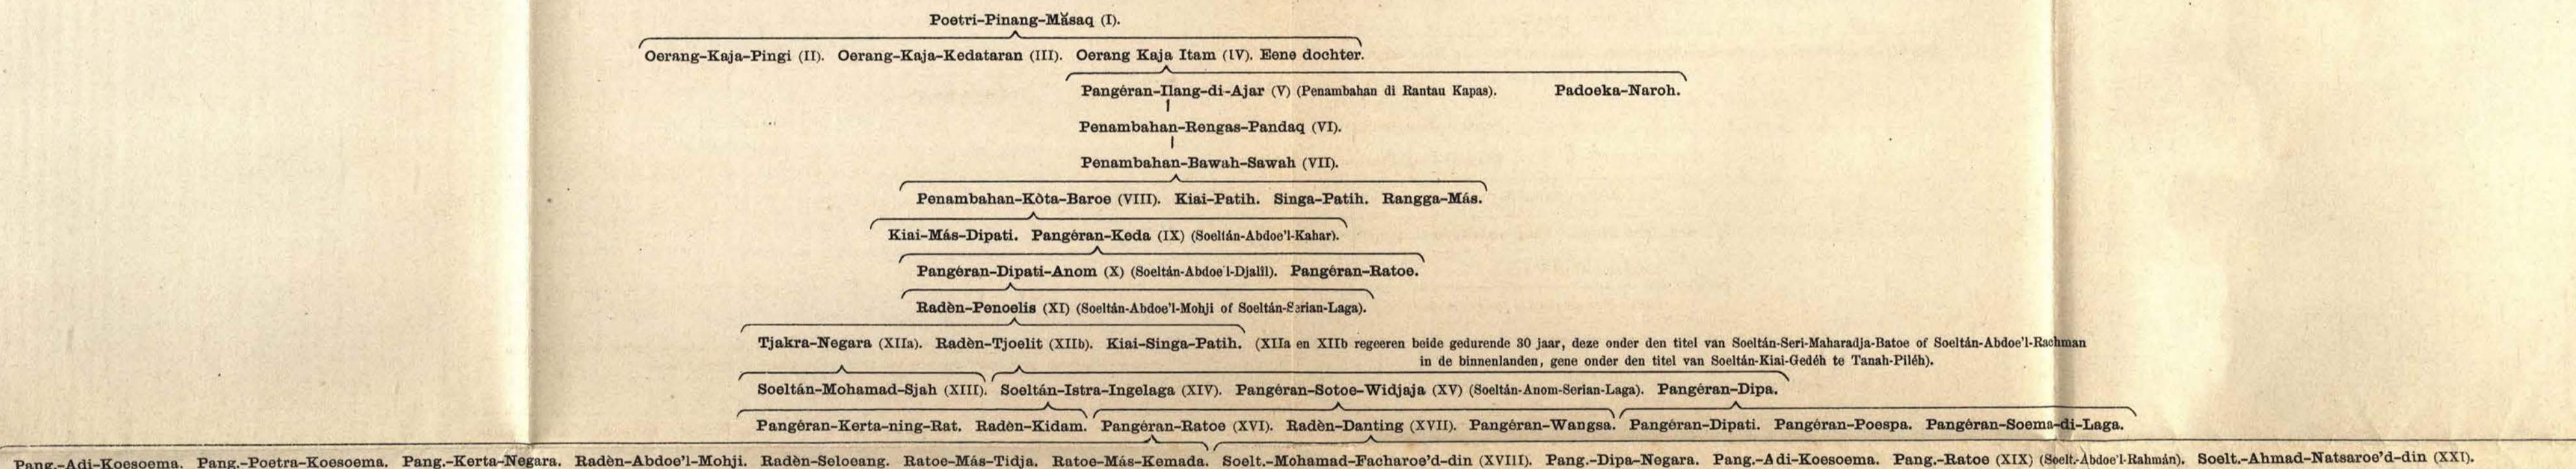 Poetri-Pinang-Măsaq (I).
Oerang-Kaja-Pingi (II). Oerang-Kaja-Kedataran (III). Oerang Kaja Itam (IV). Eene dochter.
Pangéran-Ilang-di-Ajar (V) (Penambahan di Rantau Kapas). Padoeka-Naroh.
Penambahan-Rengas-Pandaq (VI).
Penambahan-Bawah-Sawah (VII).
Penambahan-Kòta-Baroe (VIII). Kiai-Patih. Singa-Patih. Rangga-Más.
Kiai-Más-Dipati. Pangéran-Keda (IX) (Soeltán-Abdoe'l-Kahar).
Pangéran-Dipati-Anom (X) (Soeltán-Abdoe'l-Djalíl). Pangéran-Ratoe.
Radèn-Penoelis (XI) (Soeltán-Abdoe'l-Mohji of Soeltán-Serian-Laga).
Tjakra-Negara (XIIa). Radèn-Tjoelit (XIIb). Kiai-Singa-Patih. (XIIa en XIIb regeeren beide gedurende 30 jaar, deze onder den titel van Soeltán-Seri-Maharadja-Batoe of Soeltán-Abdoe'l-Rachman
in de binnenlanden, gene onder den titel van Soeltán-Kiai-Gedéh te Tanah-Piléh).
Soeltán-Mohamad-Sjah (XIII). Soeltán-Istra-Ingelaga (XIV). Pangéran-Sotoe-Widjaja (XV) (Soeltán-Anom-Serian-Laga). Pangéran-Dipa.
Pangéran-Kerta-ning-Rat. Radèn-Kidam. Pangéran-Ratoe (XVI). Radèn-Danting (XVII). Pangéran-Wangsa. Pangéran-Dipati. Pangéran-Poespa. Pangéran-Soema-di-Laga.
Pang.-Adi-Koesoema. Pang.-Poetra-Koesoema. Pang.-Kerta-Negara. Radèn-Abdoe'l-Mohji. Radèn-Seloeang. Ratoe-Más-Tidja. Ratoe-Más-Kemada. Soelt.-Mohamad-Facharoe'd-din (XVIII). Pang.-Dipa-Negara. Pang.-Adi-Koesoema. Pang.-Ratoe (XIX) (Soelt.-Abdoe'l-Rahmán). Soelt.-Ahmad-Natsaroe'd-din (XXI).